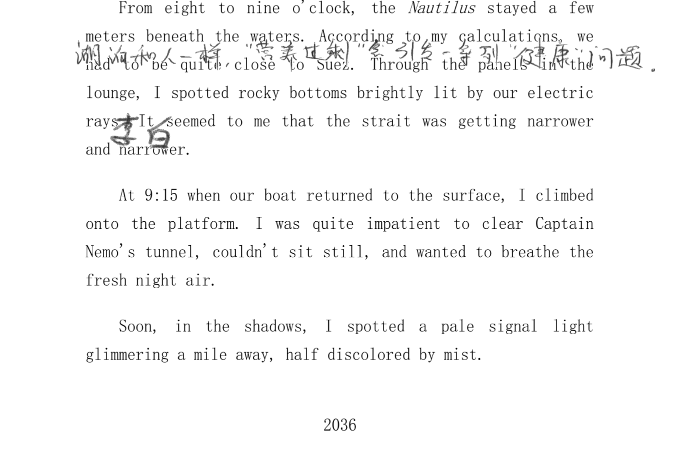 From eight to nine o'clock, the Nautilus stayed a few
meters beneath the waters. According to my calculations, we
湖泊和人一样，“营养过剩”会引发一系列“健康”问题．
had to be quite close to Suez. Through the panels in the
lounge, I spotted rocky bottoms brightly lit by our electric
rays. It seemed to me that the strait was getting narrower
李白
and narrower.
At 9:15 when our boat returned to the surface, I climbed
onto the platform. I was quite impatient to clear Captain
Nemo's tunnel, couldn't sit still, and wanted to breathe the
fresh night air.
Soon, in the shadows, I spotted a pale signal light
glimmering a mile away, half discolored by mist.
2036